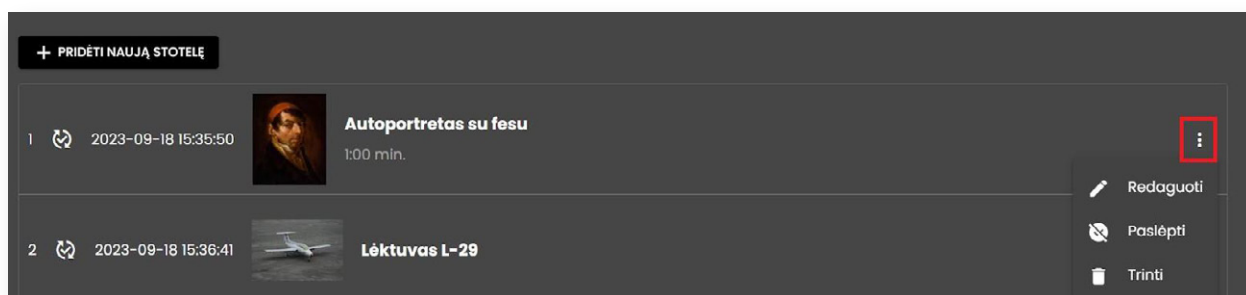 + PRIDĖTI NAUJĄ STOTELĘ
1 2023-09-18 15:35:50 Autoportretas su fesu
1:00 min.
Redaguoti
2 2023-09-18 15:36:41 Lėktuvas L-29
Paslėpti
Trinti